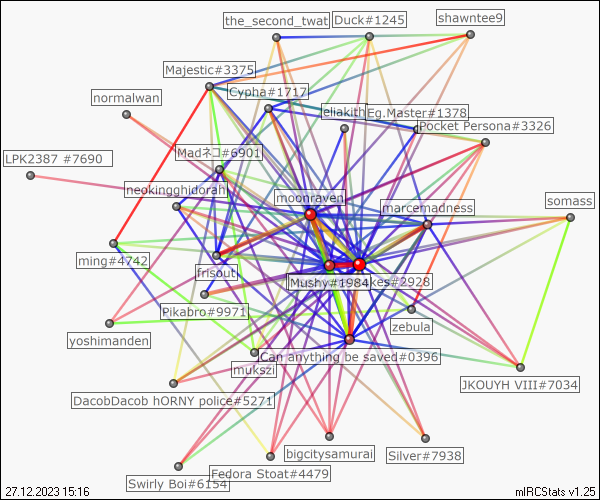 the_second_twat
Duck#1245
shawntee9
Majestic#3375
Cypha#1717
normalwan
eliakith
Eg.Master#1378
Pocket Persona#3326
LPK2387 #7690
Madネコ#6901
neokingghidorah
moonraven
marcemadness
somass
ming#4742
frisout
Mushy#1984
akes#2928
Pikabro#9971
zebula
yoshimanden
Can anything be saved#0396
mukszi
JKOUYH VIII#7034
DacobDacob hORNY police#5271
bigcitysamurai
Silver#7938
Fedora Stoat#4479
Swirly Boi#6154
27.12.2023 15:16
mIRCStats v1.25